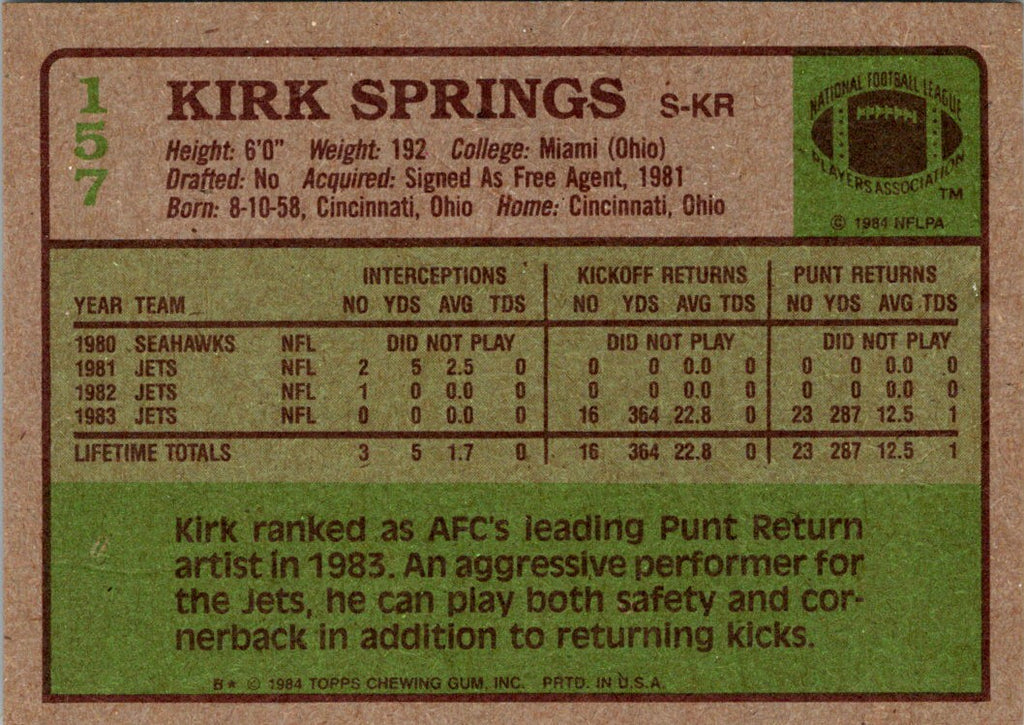 157
KIRK SPRINGS S-KR
Height: 6'0" Weight: 192 College: Miami (Ohio)
Drafted: No Acquired: Signed As Free Agent, 1981
Born: 8-10-58, Cincinnati, Ohio Home: Cincinnati, Ohio
NATIONAL FOOTBALL LEAGUE
PLAYERS ASSOCIATION
TM
© 1984 NFLPA
INTERCEPTIONS KICKOFF RETURNS PUNT RETURNS
YEAR TEAM NO YDS AVG TDS NO YDS AVG TDS NO YDS AVG TDS
1980 SEAHAWKS NFL DID NOT PLAY DID NOT PLAY DID NOT PLAY
1981 JETS NFL 2 5 2.5 0 0 0 0.0 0 0 0 0.0 0
1982 JETS NFL 1 0 0.0 0 0 0 0.0 0 0 0 0.0 0
1983 JETS NFL 0 0 0.0 0 16 364 22.8 0 23 287 12.5 1
LIFETIME TOTALS 3 5 1.7 0 16 364 22.8 0 23 287 12.5 1
Kirk ranked as AFC's leading Punt Return
artist in 1983. An aggressive performer for
the Jets, he can play both safety and cor-
nerback in addition to returning kicks.
B★ © 1984 TOPPS CHEWING GUM, INC. PRTD. IN U.S.A.